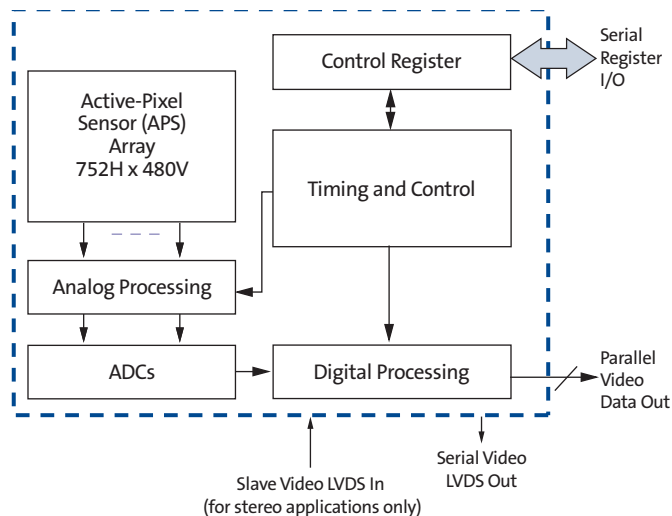 Control Register
Serial
Register
I/O
Active-Pixel
Sensor (APS)
Array
752H x 480V
Timing and Control
Analog Processing
ADCs
Digital Processing
Parallel
Video
Data Out
Slave Video LVDS In
(for stereo applications only)
Serial Video
LVDS Out